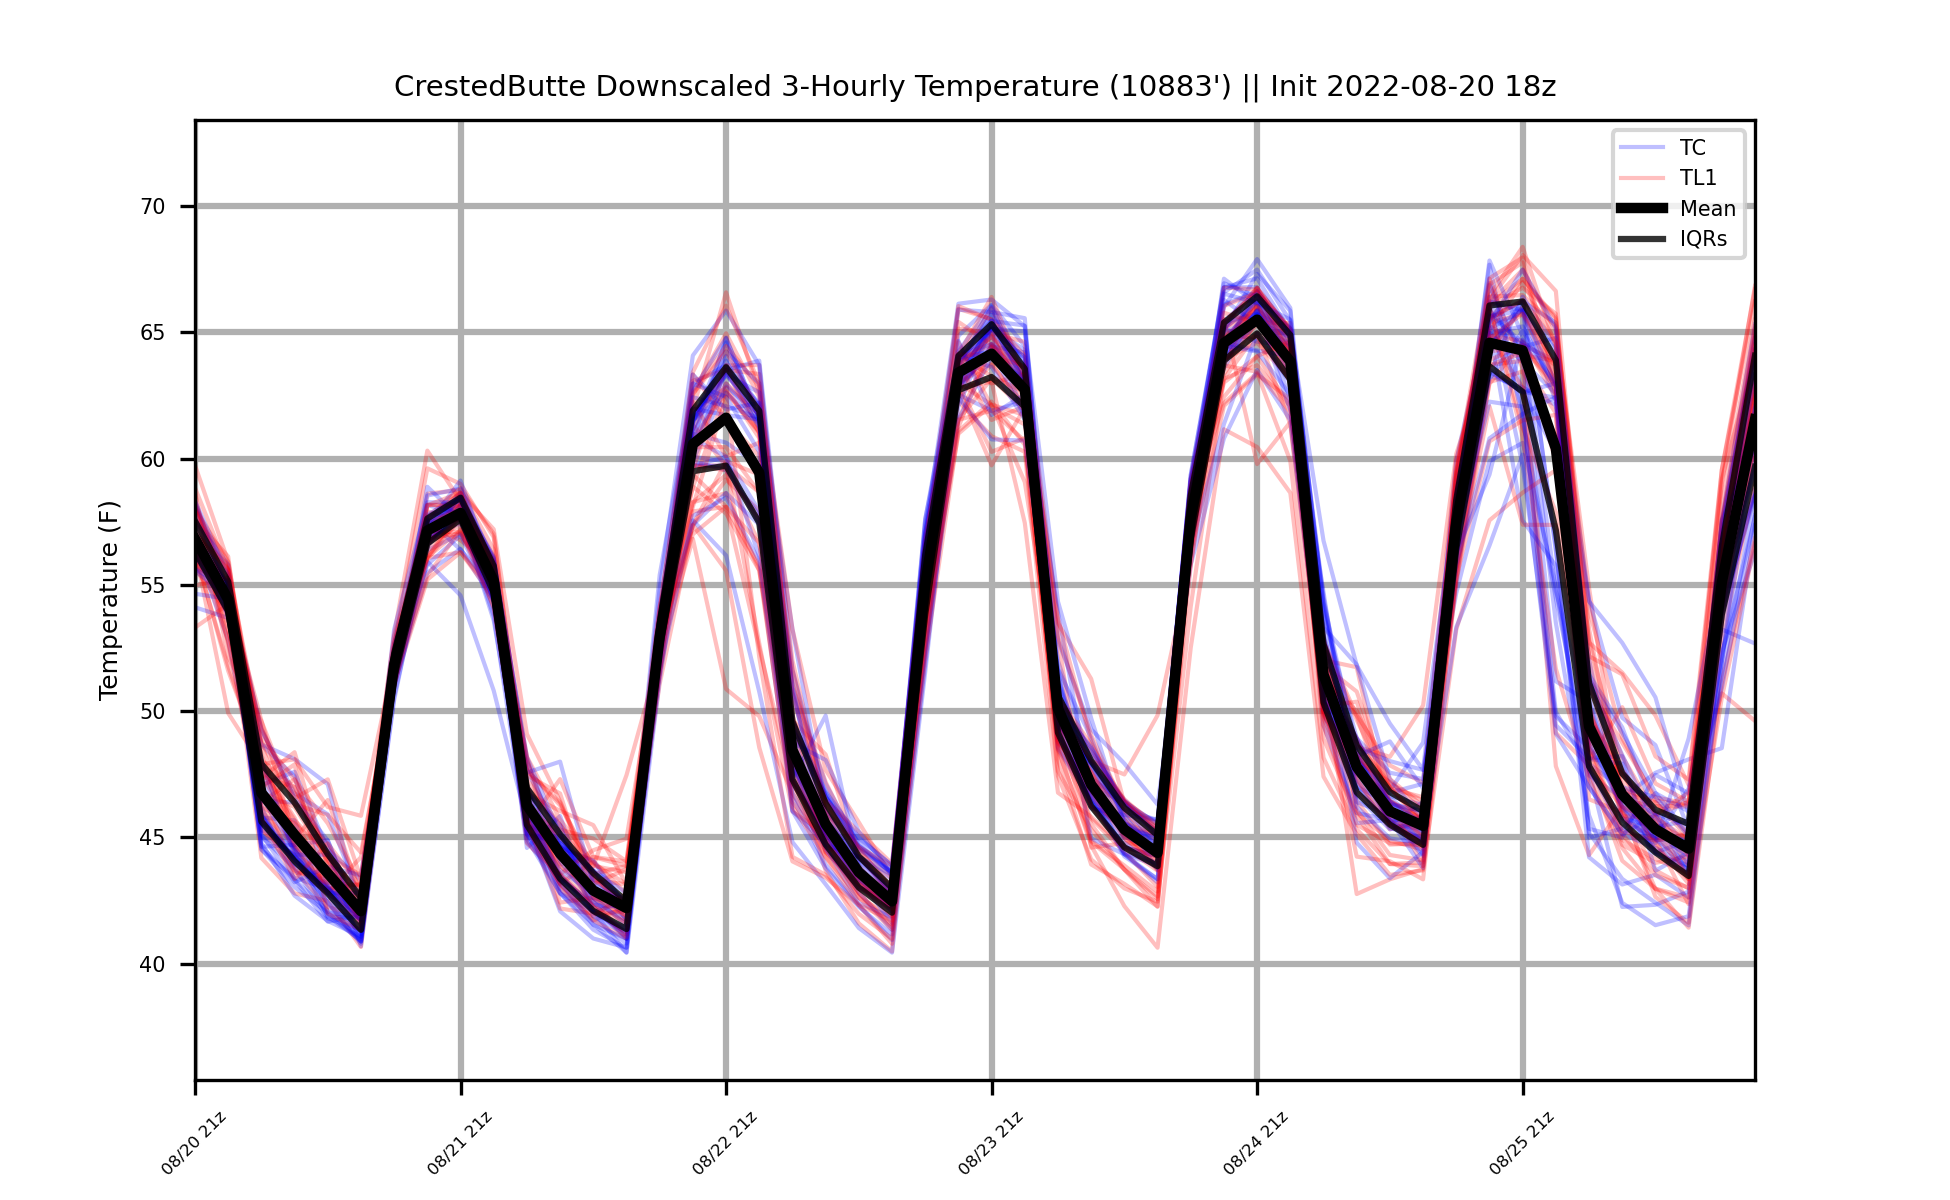 CrestedButte Downscaled 3-Hourly Temperature (10883') || Init 2022-08-20 18z
TC
TL1
Mean
IQRs
Temperature (F)
70
65
60
55
50
45
40
08/20 21z
08/21 21z
08/22 21z
08/23 21z
08/24 21z
08/25 21z